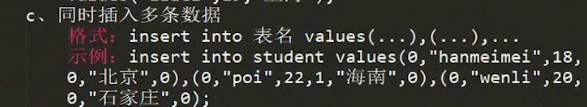 c、同时插入多条数据
格式：insert into 表名 values(...),(...),...
示例：insert into student values(0,"hanmeimei",18,
0,"北京",0),(0,"poi",22,1,"海南",0),(0,"wenli",20,
0,"石家庄",0);